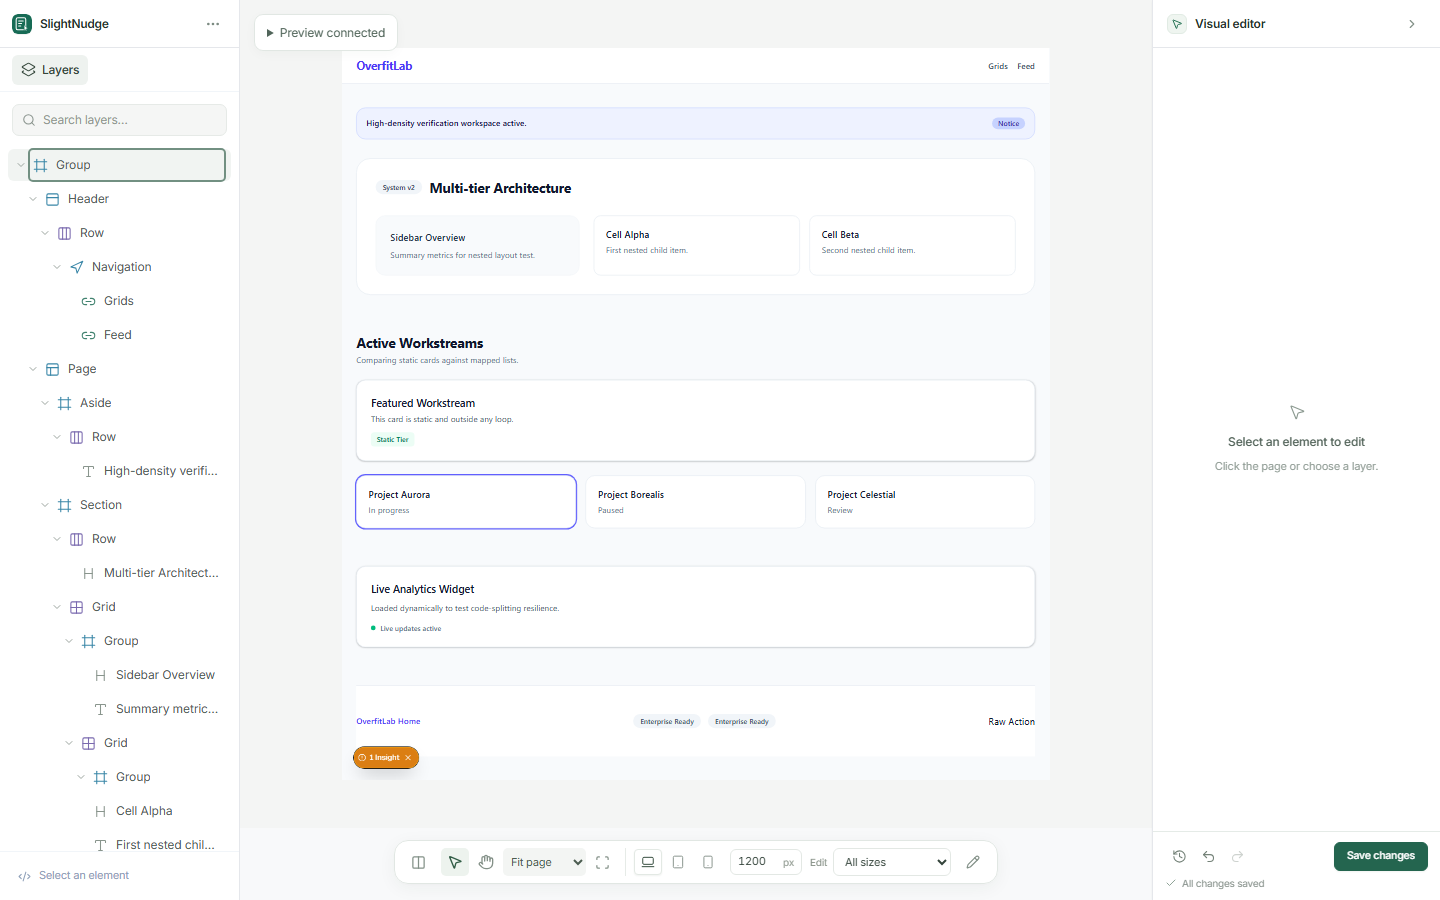 SlightNudge
Layers
Search layers...
Group
Header
Row
Navigation
Grids
Feed
Page
Aside
Row
High-density verifi...
Section
Row
Multi-tier Architect...
Grid
Group
Sidebar Overview
Summary metric...
Grid
Group
Cell Alpha
First nested chil...
Select an element
Preview connected
OverfitLab
Grids Feed
High-density verification workspace active.
Notice
System v2 Multi-tier Architecture
Sidebar Overview
Summary metrics for nested layout test.
Cell Alpha
First nested child item.
Cell Beta
Second nested child item.
Active Workstreams
Comparing static cards against mapped lists.
Featured Workstream
This card is static and outside any loop.
Static Tier
Project Aurora
In progress
Project Borealis
Paused
Project Celestial
Review
Live Analytics Widget
Loaded dynamically to test code-splitting resilience.
Live updates active
OverfitLab Home
Enterprise Ready Enterprise Ready
Raw Action
1 Insight
Fit page
1200 px
Edit All sizes
Visual editor
Select an element to edit
Click the page or choose a layer.
Save changes
All changes saved